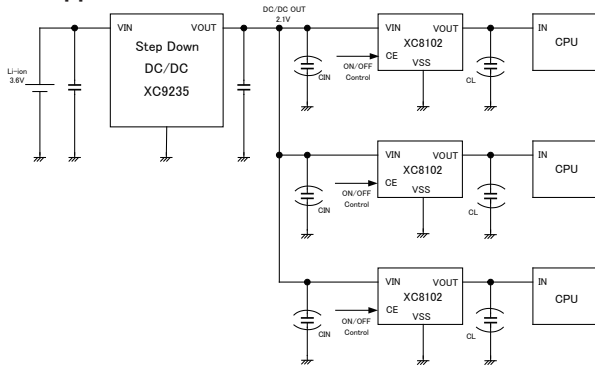 DC/DC OUT
2.1V
VIN VOUT
Step Down
DC/DC
XC9235
Li-ion
3.6V
VIN VOUT
XC8102
CE
VSS
ON/OFF
Control
CIN
CL
IN
CPU
VIN VOUT
XC8102
CE
VSS
ON/OFF
Control
CIN
CL
IN
CPU
VIN VOUT
XC8102
CE
VSS
ON/OFF
Control
CIN
CL
IN
CPU